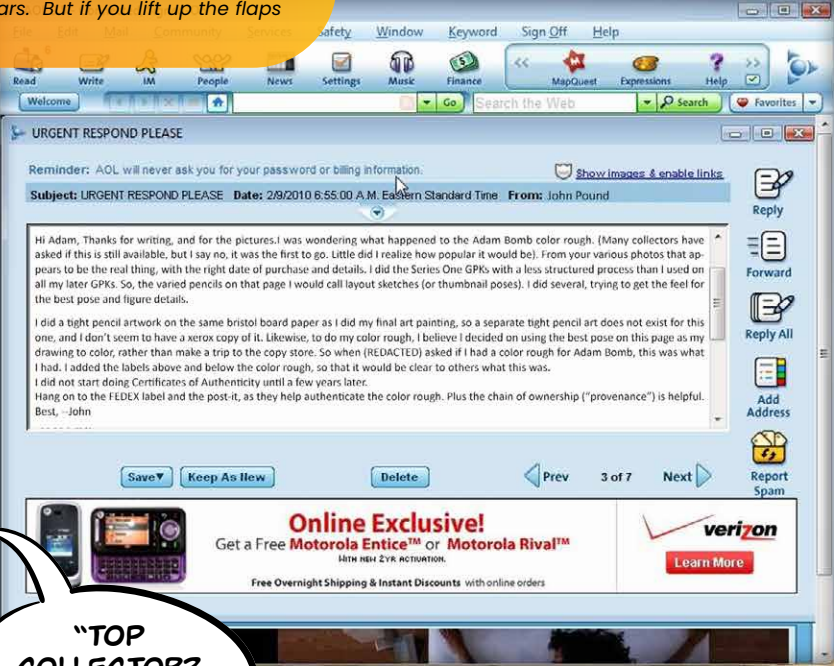 ars. But if you lift up the flaps
File Edit Mail Community Services Safety Window Keyword Sign Off Help
Read Write IM People News Settings Music Finance << MapQuest Expressions Help >>
Welcome Go Search the Web Search Favorites
URGENT RESPOND PLEASE
Reminder: AOL will never ask you for your password or billing information. Show images & enable links
Subject: URGENT RESPOND PLEASE Date: 2/9/2010 6:55:00 A.M. Eastern Standard Time From: John Pound
Reply
Hi Adam, Thanks for writing, and for the pictures.I was wondering what happened to the Adam Bomb color rough. (Many collectors have
asked if this is still available, but I say no, it was the first to go. Little did I realize how popular it would be). From your various photos that ap-
pears to be the real thing, with the right date of purchase and details. I did the Series One GPKs with a less structured process than I used on
all my later GPKs. So, the varied pencils on that page I would call layout sketches (or thumbnail poses). I did several, trying to get the feel for
the best pose and figure details.
I did a tight pencil artwork on the same bristol board paper as I did my final art painting, so a separate tight pencil art does not exist for this
one, and I don't seem to have a xerox copy of it. Likewise, to do my color rough, I believe I decided on using the best pose on this page as my
drawing to color, rather than make a trip to the copy store. So when (REDACTED) asked if I had a color rough for Adam Bomb, this was what
I had. I added the labels above and below the color rough, so that it would be clear to others what this was.
I did not start doing Certificates of Authenticity until a few years later.
Hang on to the FEDEX label and the post-it, as they help authenticate the color rough. Plus the chain of ownership ("provenance") is helpful.
Best, --John
Forward
Reply All
Add
Address
Report
Spam
Save Keep As New Delete Prev 3 of 7 Next
Online Exclusive!
Get a Free Motorola Entice™ or Motorola Rival™
WITH NEW 2YR ACTIVATION.
Free Overnight Shipping & Instant Discounts with online orders
verizon
Learn More
"TOP
COLLECTORZ